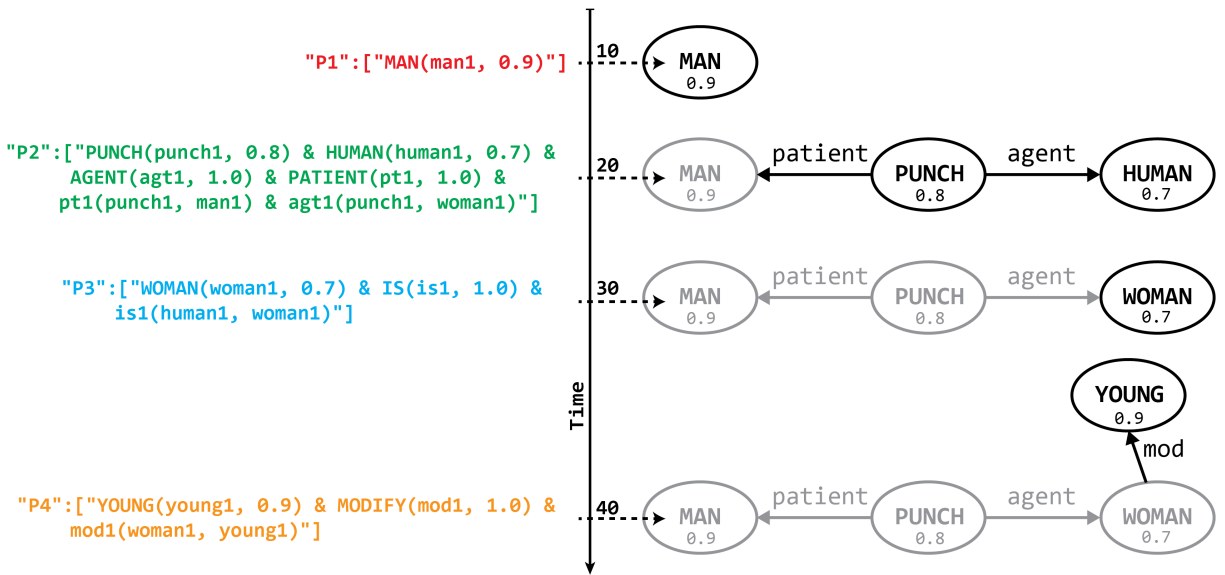 "P1":["MAN(man1, 0.9)"]
10
MAN
0.9
"P2":["PUNCH(punch1, 0.8) & HUMAN(human1, 0.7) &
AGENT(agt1, 1.0) & PATIENT(pt1, 1.0) &
pt1(punch1, man1) & agt1(punch1, woman1)"]
20
MAN
0.9
patient
PUNCH
0.8
agent
HUMAN
0.7
"P3":["WOMAN(woman1, 0.7) & IS(is1, 1.0) &
is1(human1, woman1)"]
30
MAN
0.9
patient
PUNCH
0.8
agent
WOMAN
0.7
Time
YOUNG
0.9
mod
"P4":["YOUNG(young1, 0.9) & MODIFY(mod1, 1.0) &
mod1(woman1, young1)"]
40
MAN
0.9
patient
PUNCH
0.8
agent
WOMAN
0.7